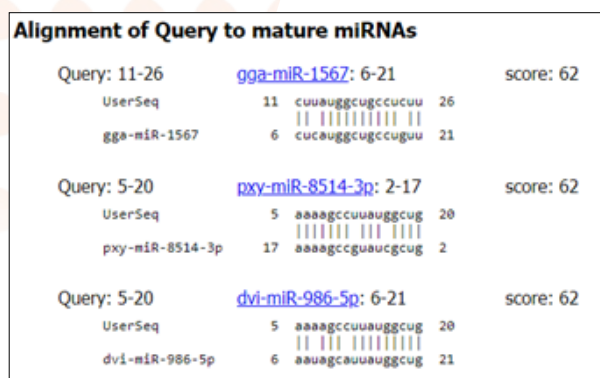 Alignment of Query to mature miRNAs
Query: 11-26 gga-miR-1567: 6-21 score: 62
UserSeq 11 cuuauggcugccucuu 26
|| |||||||||| ||
gga-miR-1567 6 cucauggcugccuguu 21
Query: 5-20 pxy-miR-8514-3p: 2-17 score: 62
UserSeq 5 aaaagccuuauggcug 20
||||||| ||| ||||
pxy-miR-8514-3p 17 aaaagccguaucgcug 2
Query: 5-20 dvi-miR-986-5p: 6-21 score: 62
UserSeq 5 aaaagccuuauggcug 20
|| ||| |||||||||
dvi-miR-986-5p 6 aauagcauuauggcug 21